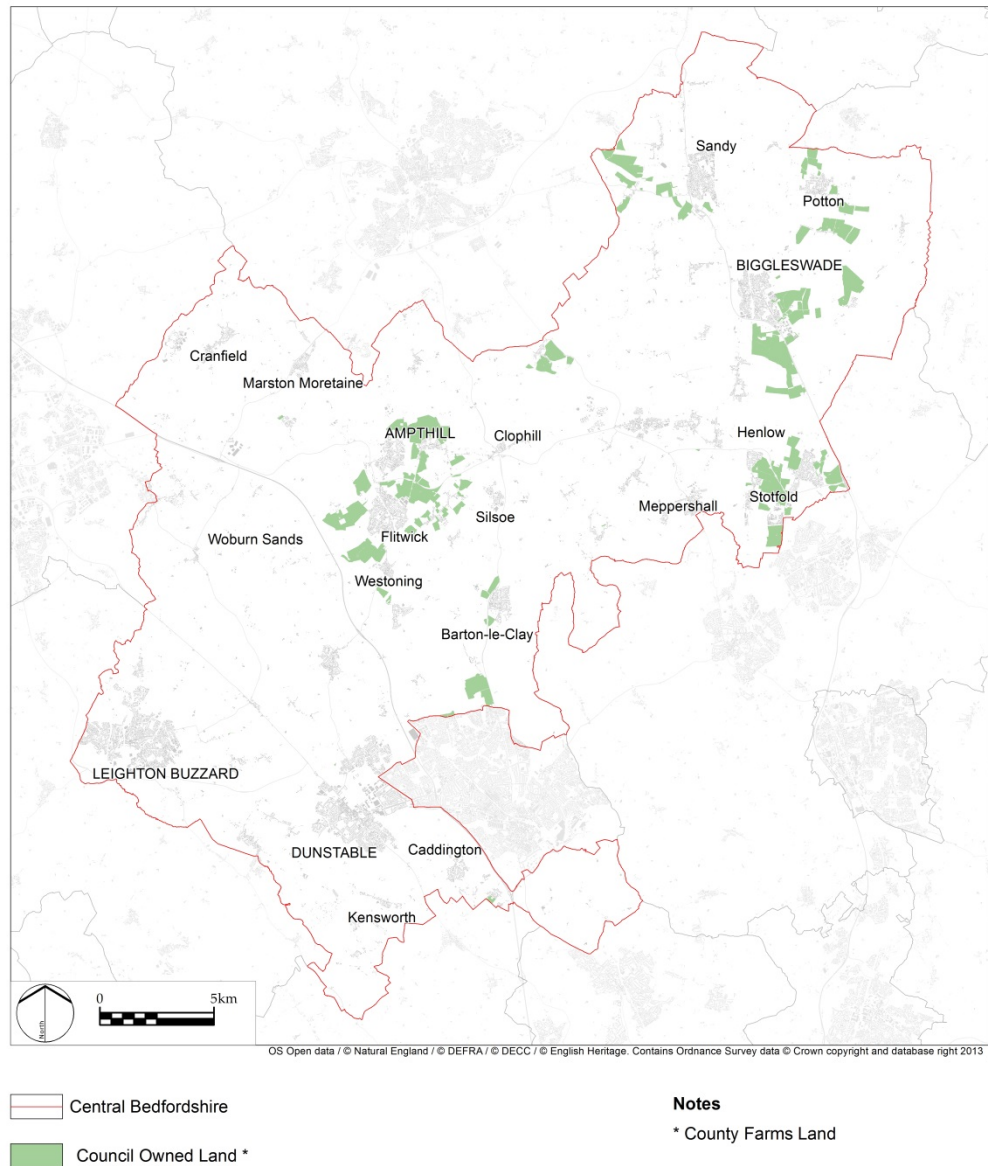 Sandy
Potton
BIGGLESWADE
Cranfield
Marston Moretaine
AMPTHILL
Clophill
Henlow
Meppershall
Stotfold
Silsoe
Flitwick
Woburn Sands
Westoning
Barton-le-Clay
LEIGHTON BUZZARD
DUNSTABLE
Caddington
Kensworth
North
0 5km
OS Open data / © Natural England / © DEFRA / © DECC / © English Heritage. Contains Ordnance Survey data © Crown copyright and database right 2013
Central Bedfordshire
Council Owned Land *
Notes
* County Farms Land